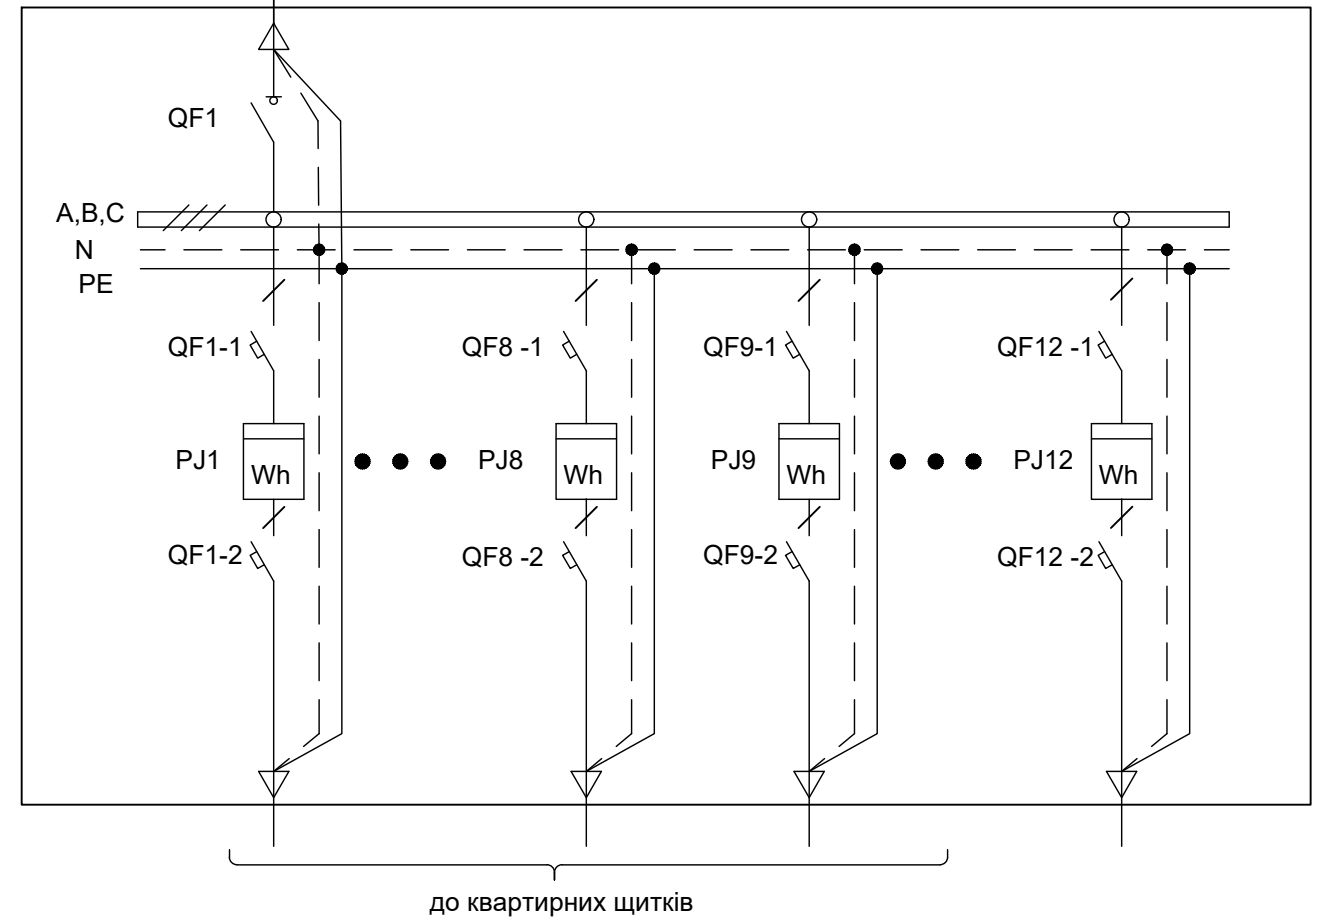 QF1
A,B,C
N
PE
QF1-1 QF8 -1 QF9-1 QF12 -1
PJ1 Wh PJ8 Wh PJ9 Wh PJ12 Wh
QF1-2 QF8 -2 QF9-2 QF12 -2
до квартирних щитків